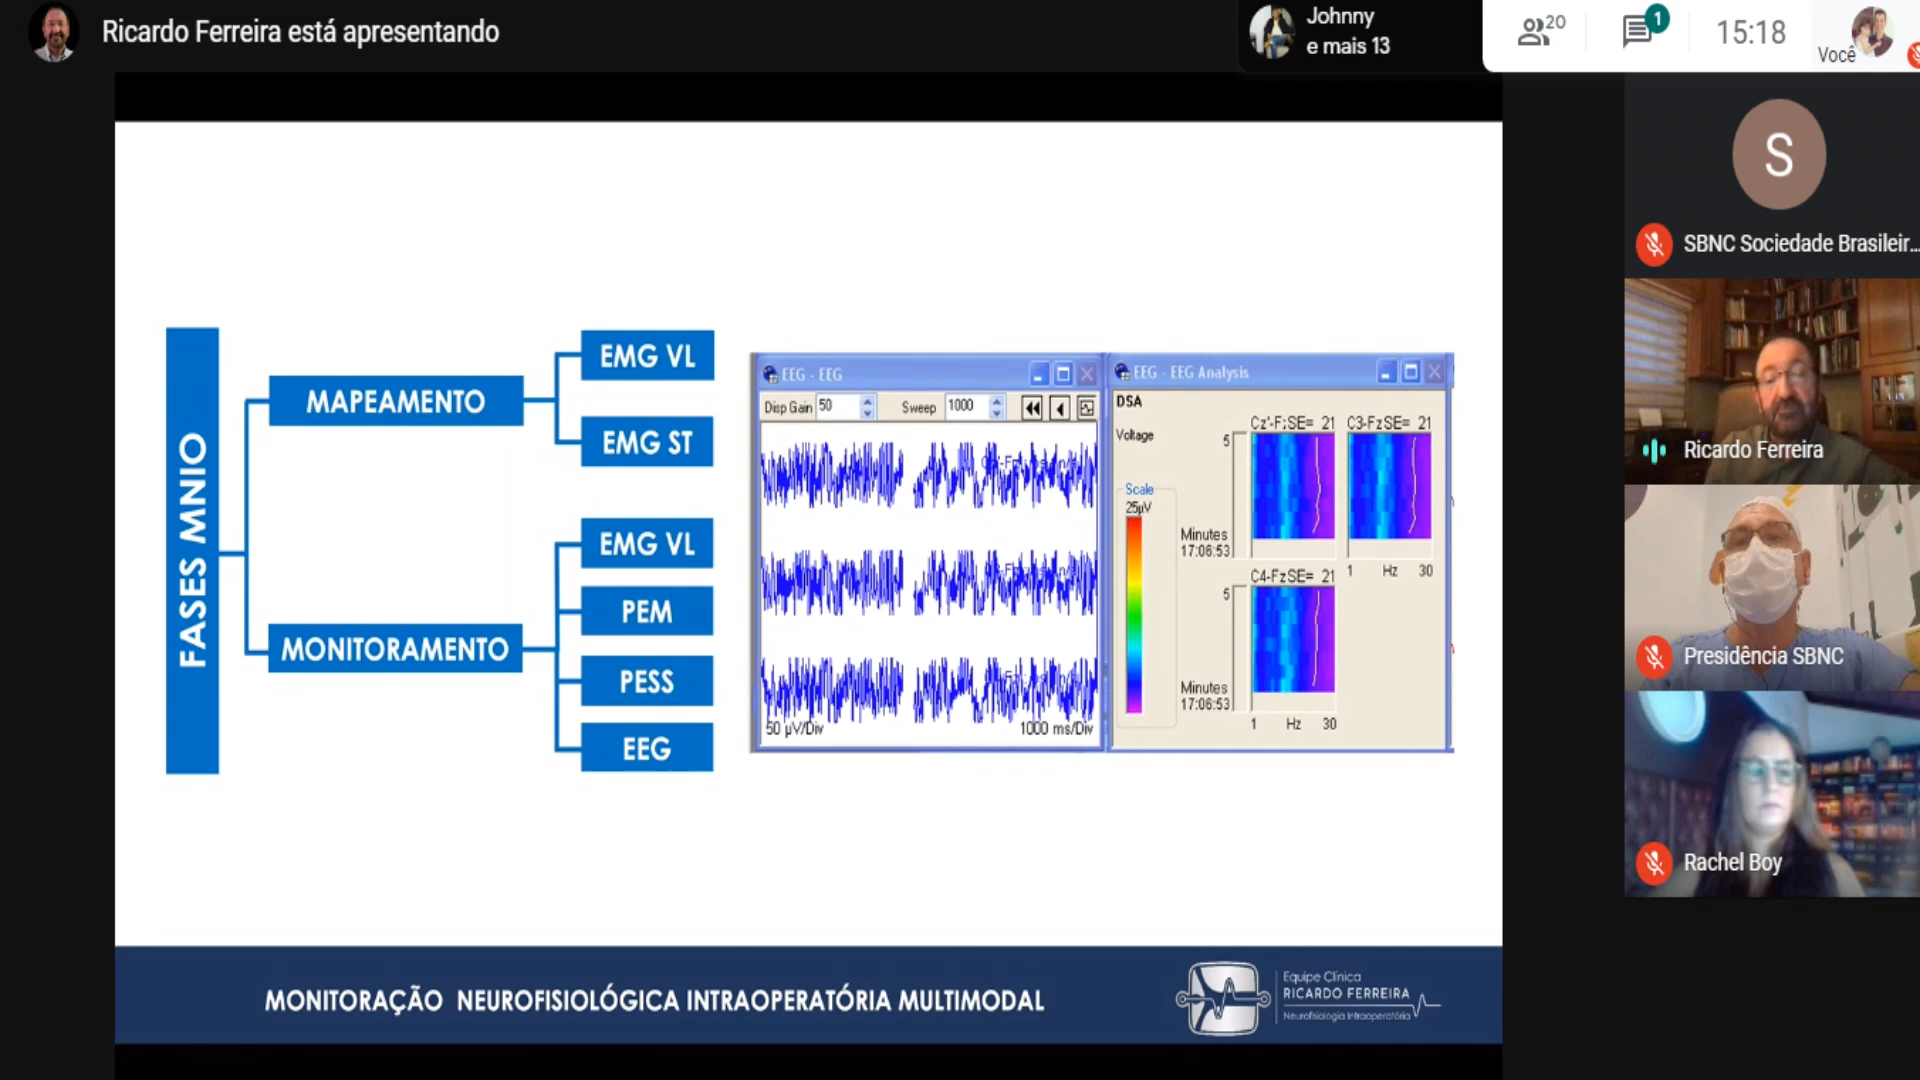 Ricardo Ferreira está apresentando
Johnny
e mais 13
20
1
15:18
Você
S
SBNC Sociedade Brasileir...
Ricardo Ferreira
Presidência SBNC
Rachel Boy
FASES MNIO
MAPEAMENTO
EMG VL
EMG ST
MONITORAMENTO
EMG VL
PEM
PESS
EEG
EEG - EEG
Disp Gain 50 Sweep 1000
50 µV/Div 1000 ms/Div
EEG - EEG Analysis
DSA
Voltage
Scale
25µV
Cz'-F;SE= 21 C3-FzSE= 21
5
Minutes
17:06:53
1 Hz 30
C4-FzSE= 21
5
Minutes
17:06:53
1 Hz 30
MONITORAÇÃO NEUROFISIOLÓGICA INTRAOPERATÓRIA MULTIMODAL
Equipe Clínica
RICARDO FERREIRA
Neurofisiologia Intraoperatória